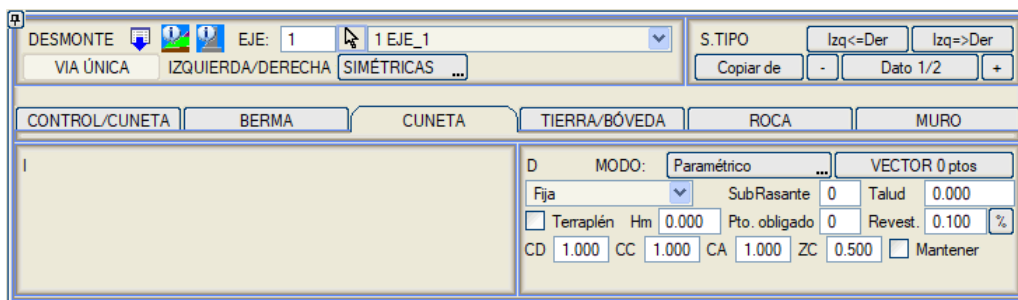 DESMONTE EJE: 1 1 EJE_1 S.TIPO Izq<=Der Izq=>Der
VIA ÚNICA IZQUIERDA/DERECHA SIMÉTRICAS ... Copiar de - Dato 1/2 +
CONTROL/CUNETA BERMA CUNETA TIERRA/BÓVEDA ROCA MURO
I D MODO: Paramétrico ... VECTOR 0 ptos
Fija SubRasante 0 Talud 0.000
Terraplén Hm 0.000 Pto. obligado 0 Revest. 0.100 %
CD 1.000 CC 1.000 CA 1.000 ZC 0.500 Mantener